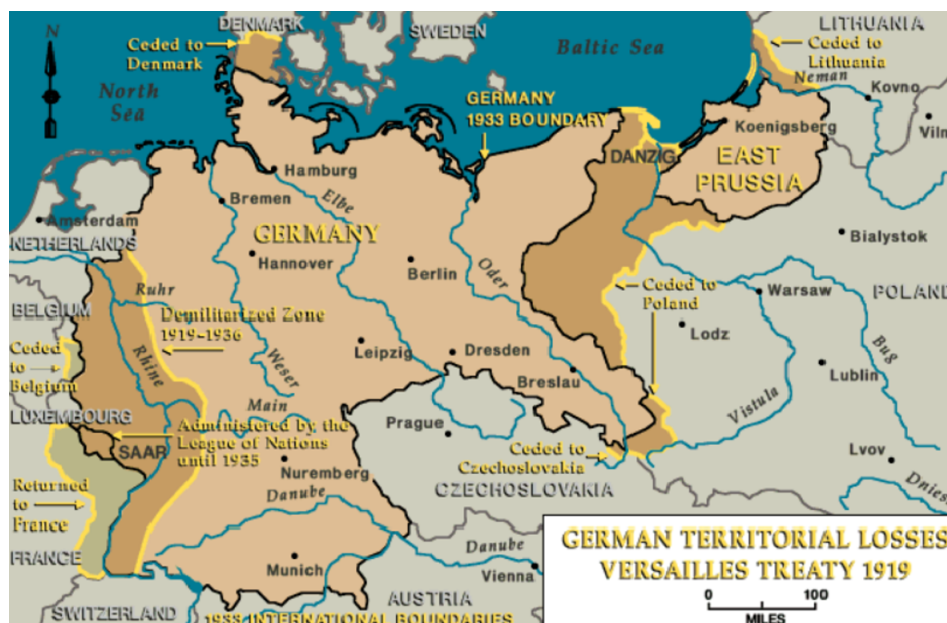 DENMARK
SWEDEN
LITHUANIA
Ceded to
Denmark
Baltic Sea
Ceded to
Lithuania
N
North
Sea
Neman
Kovno
GERMANY
1933 BOUNDARY
Koenigsberg
Viln
DANZIG
EAST
PRUSSIA
Hamburg
Bremen
Elbe
Amsterdam
NETHERLANDS
GERMANY
Hannover
Berlin
Oder
Bialystok
Ruhr
Ceded to
Poland
Warsaw
POLAND
BELGIUM
Demilitarized Zone
1919-1936
Lodz
Bug
Ceded
to
Belgium
Rhine
Weser
Leipzig
Dresden
Breslau
Lublin
Vistula
LUXEMBOURG
Main
Administered by the
League of Nations
until 1935
Prague
Ceded to
Czechoslovakia
Lvov
SAAR
Nuremberg
Returned
to
France
Danube
CZECHOSLOVAKIA
Dnies
FRANCE
Munich
Danube
Vienna
AUSTRIA
SWITZERLAND
1933 INTERNATIONAL BOUNDARIES
GERMAN TERRITORIAL LOSSES
VERSAILLES TREATY 1919
0 100
MILES